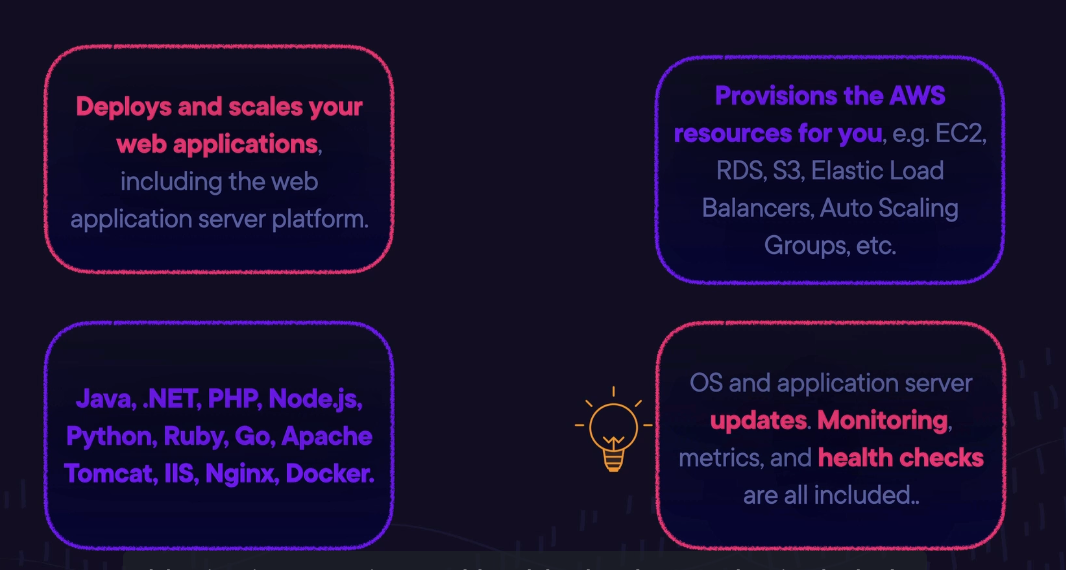 Deploys and scales your
web applications,
including the web
application server platform.
Provisions the AWS
resources for you, e.g. EC2,
RDS, S3, Elastic Load
Balancers, Auto Scaling
Groups, etc.
Java, .NET, PHP, Node.js,
Python, Ruby, Go, Apache
Tomcat, IIS, Nginx, Docker.
OS and application server
updates. Monitoring,
metrics, and health checks
are all included..